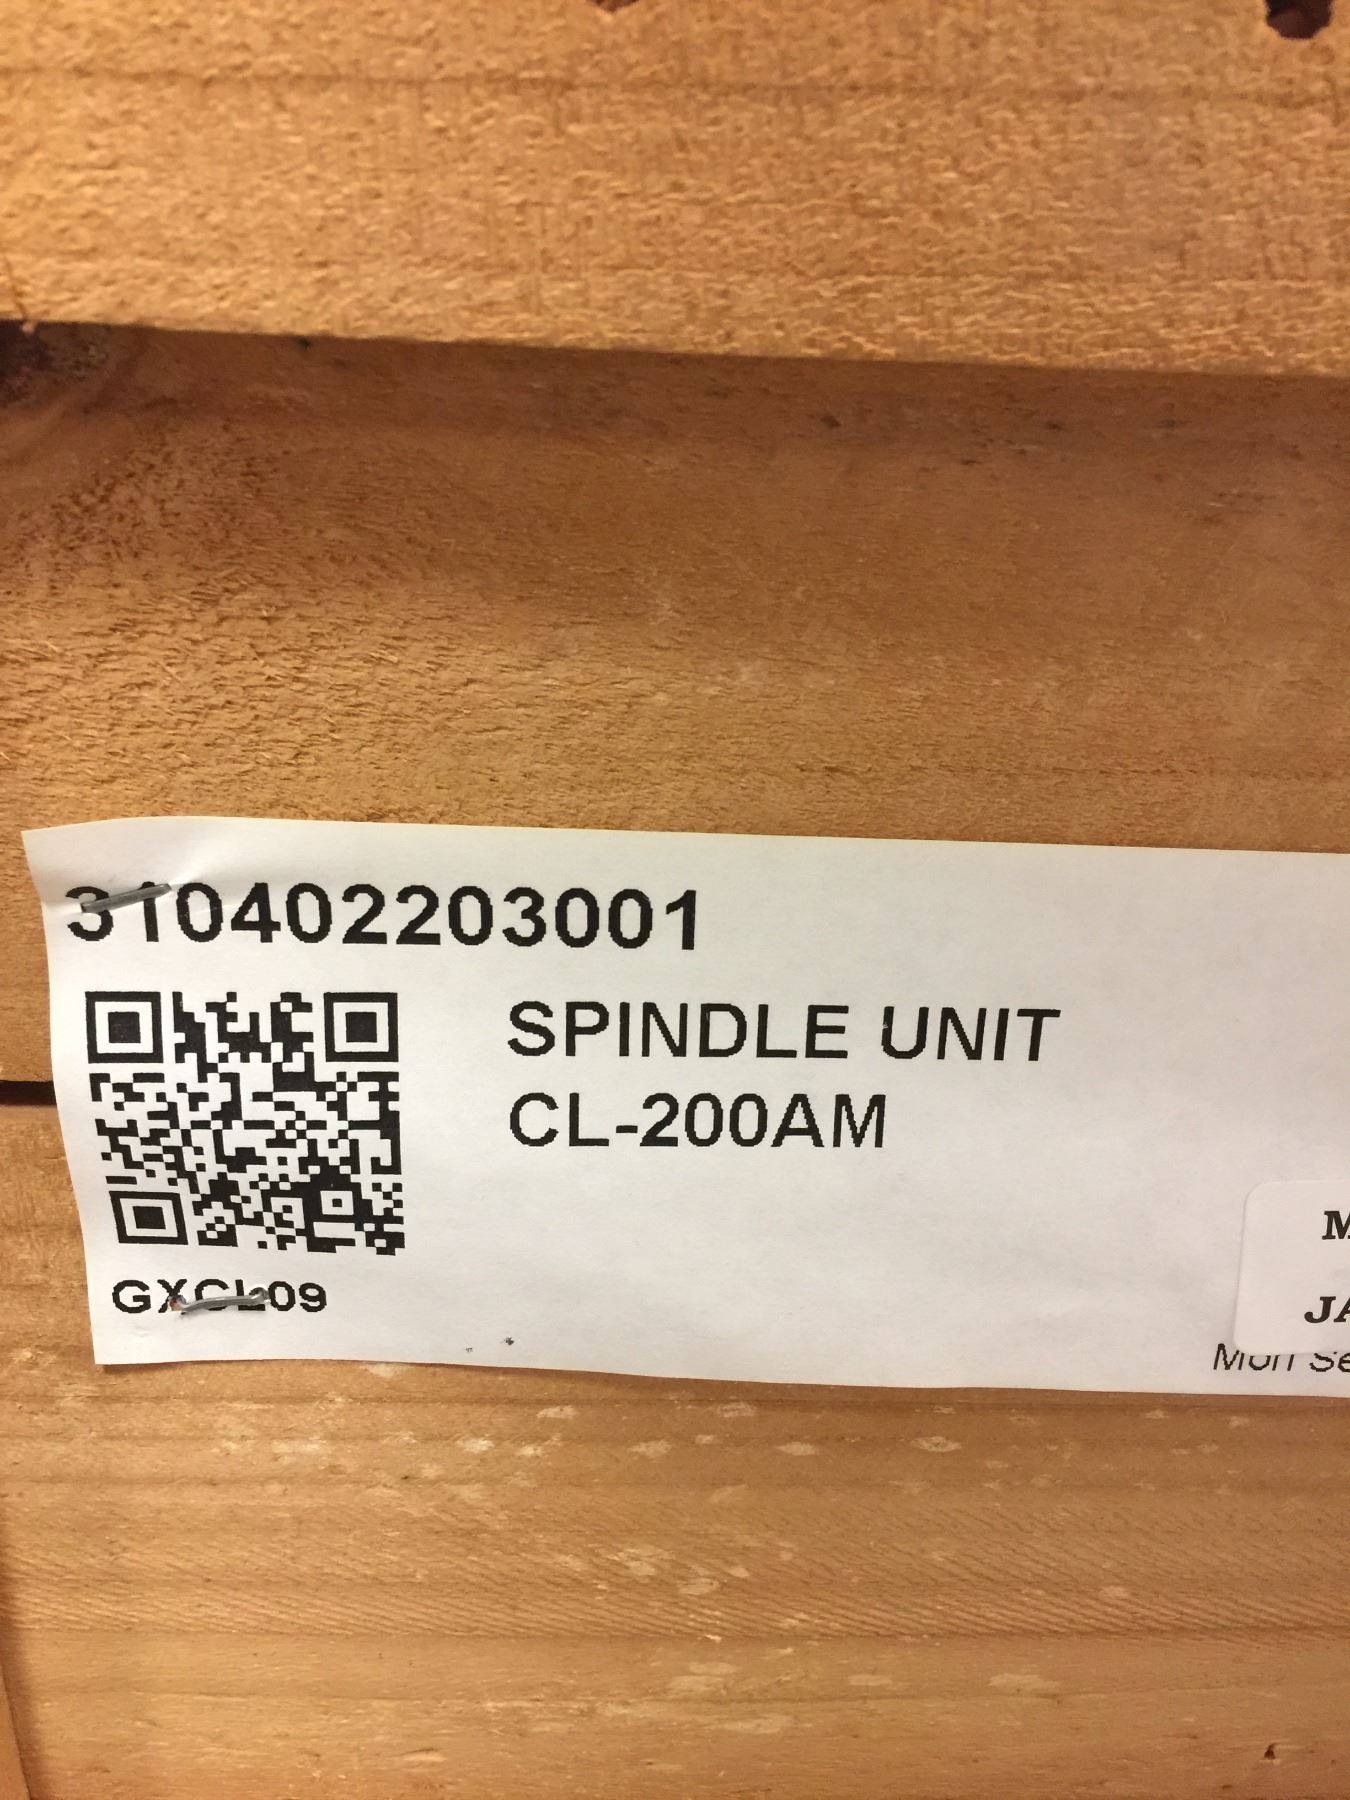 310402203001
SPINDLE UNIT
CL-200AM
GXCL09